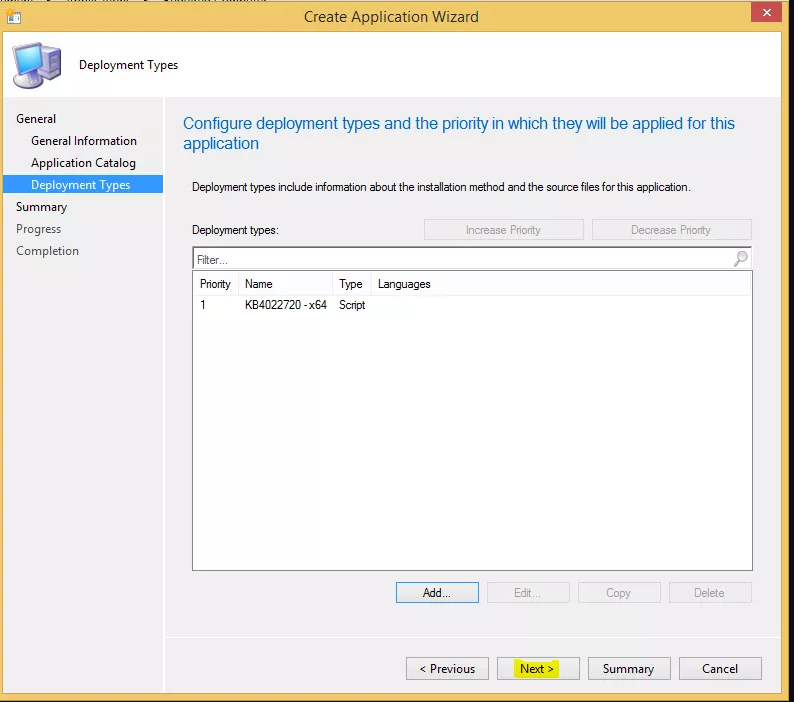 Create Application Wizard
Deployment Types
General
General Information
Application Catalog
Deployment Types
Summary
Progress
Completion
Configure deployment types and the priority in which they will be applied for this
application
Deployment types include information about the installation method and the source files for this application.
Deployment types:
Increase Priority
Decrease Priority
Filter...
Priority Name Type Languages
1 KB4022720 - x64 Script
Add... Edit... Copy Delete
< Previous Next > Summary Cancel